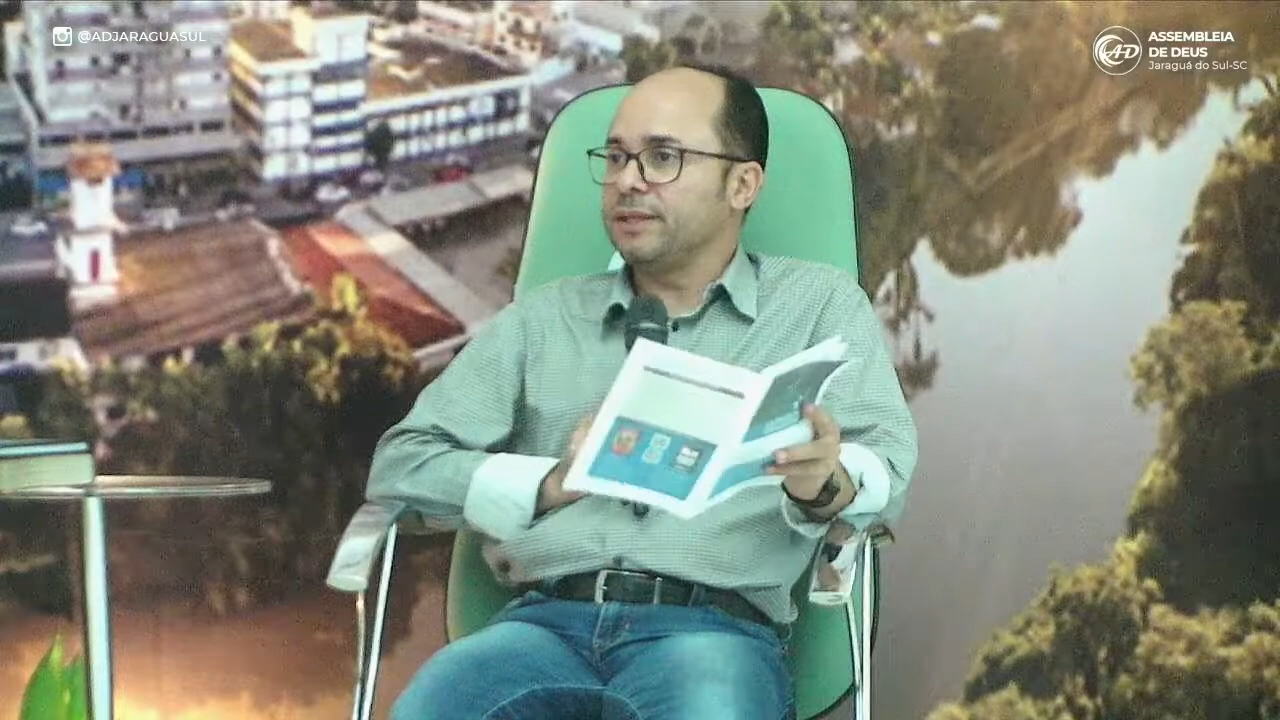 @ADJARAGUASUL
AD
ASSEMBLEIA
DE DEUS
Jaraguá do Sul-SC